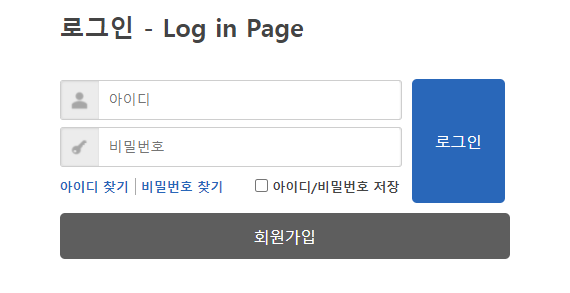 로그인 - Log in Page
아이디
비밀번호
로그인
아이디 찾기 | 비밀번호 찾기 아이디/비밀번호 저장
회원가입